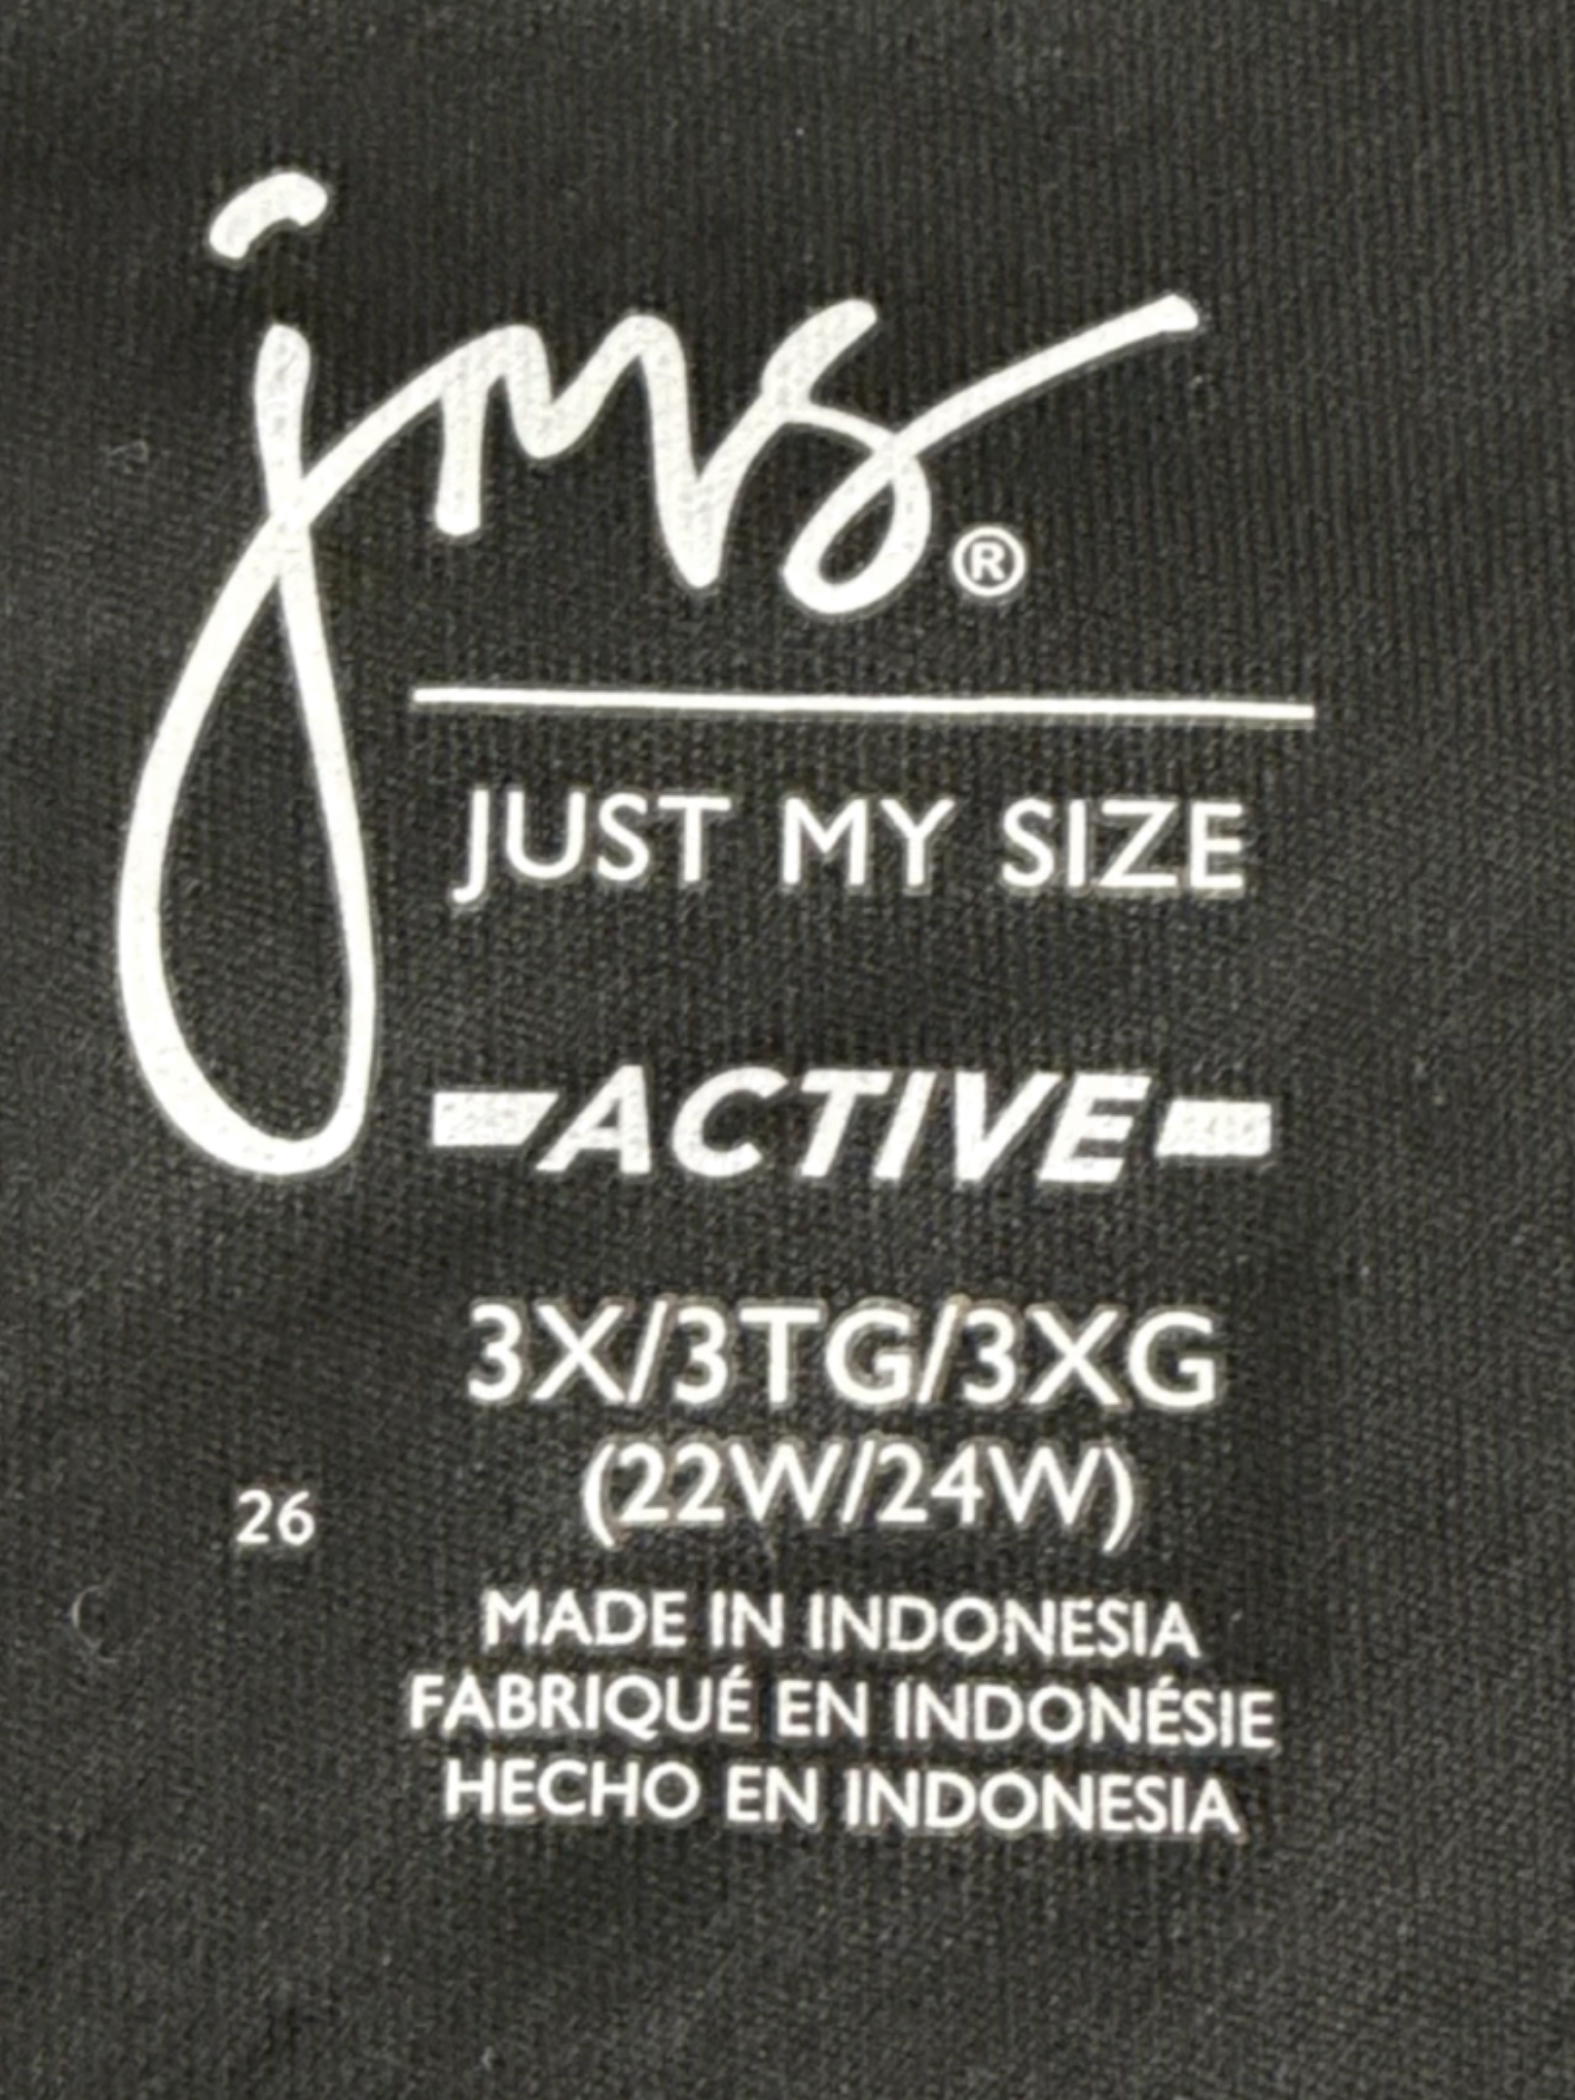 jms®
JUST MY SIZE
ACTIVE
3X/3TG/3XG
(22W/24W)
26
MADE IN INDONESIA
FABRIQUÉ EN INDONÉSIE
HECHO EN INDONESIA